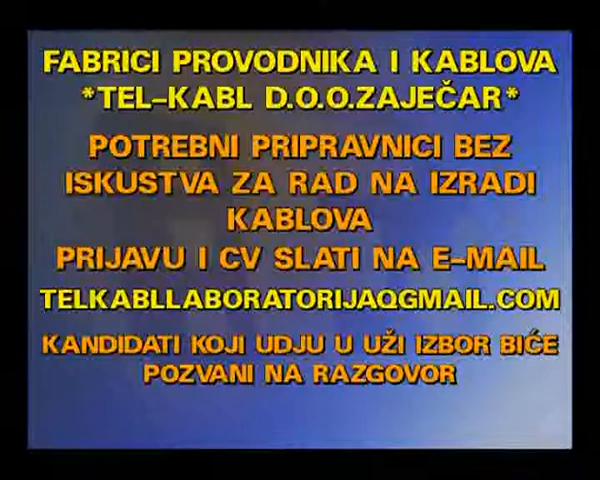 FABRICI PROVODNIKA I KABLOVA
*TEL-KABL D.O.O.ZAJEČAR*
POTREBNI PRIPRAVNICI BEZ
ISKUSTVA ZA RAD NA IZRADI
KABLOVA
PRIJAVU I CV SLATI NA E-MAIL
TELKABLLABORATORIJAQGMAIL.COM
KANDIDATI KOJI UDJU U UŽI IZBOR BIĆE
POZVANI NA RAZGOVOR